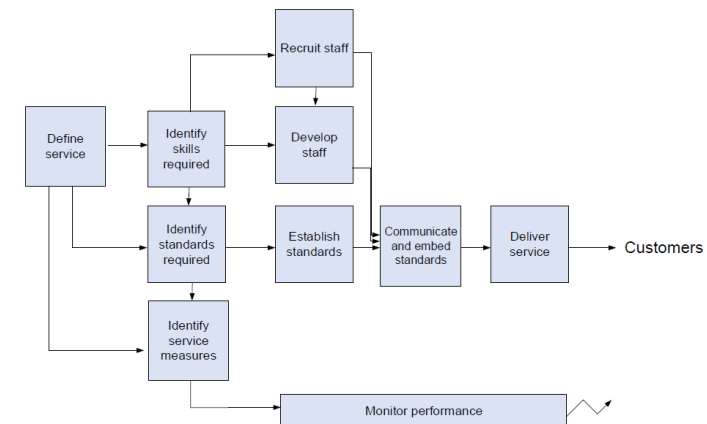 Recruit staff
Define
service
Identify
skills
required
Develop
staff
Identify
standards
required
Establish
standards
Communicate
and embed
standards
Deliver
service
Customers
Identify
service
measures
Monitor performance